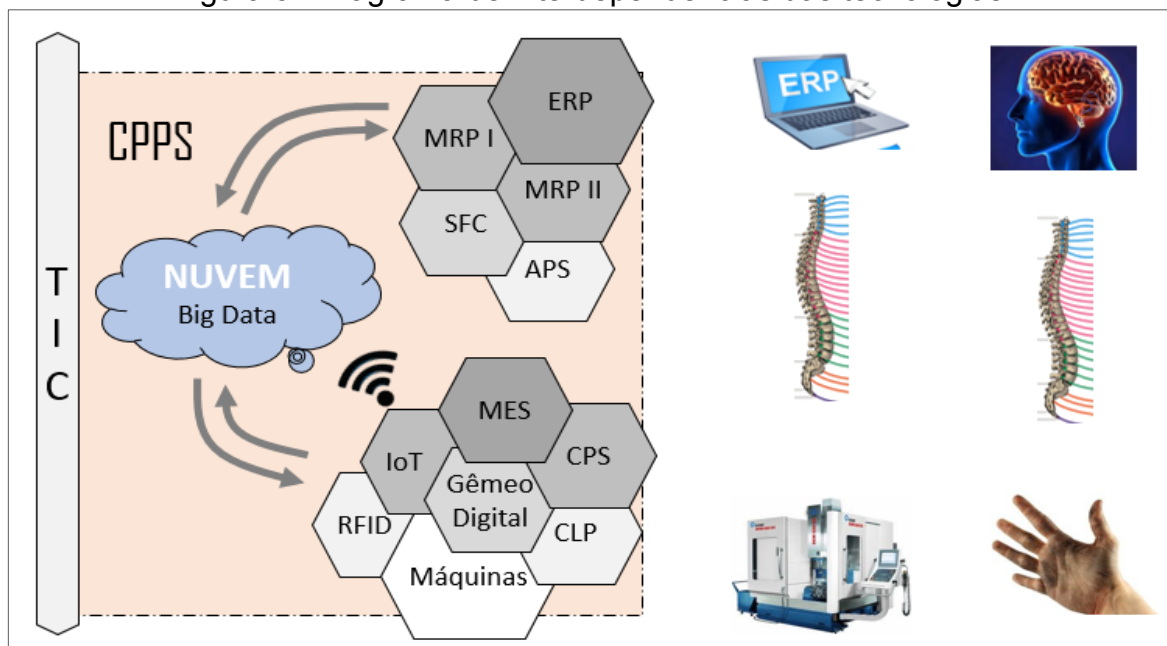 CPPS
ERP
MRP I
MRP II
SFC
APS
T
I
C
NUVEM
Big Data
MES
IoT
CPS
Gêmeo
Digital
RFID
CLP
Máquinas
ERP